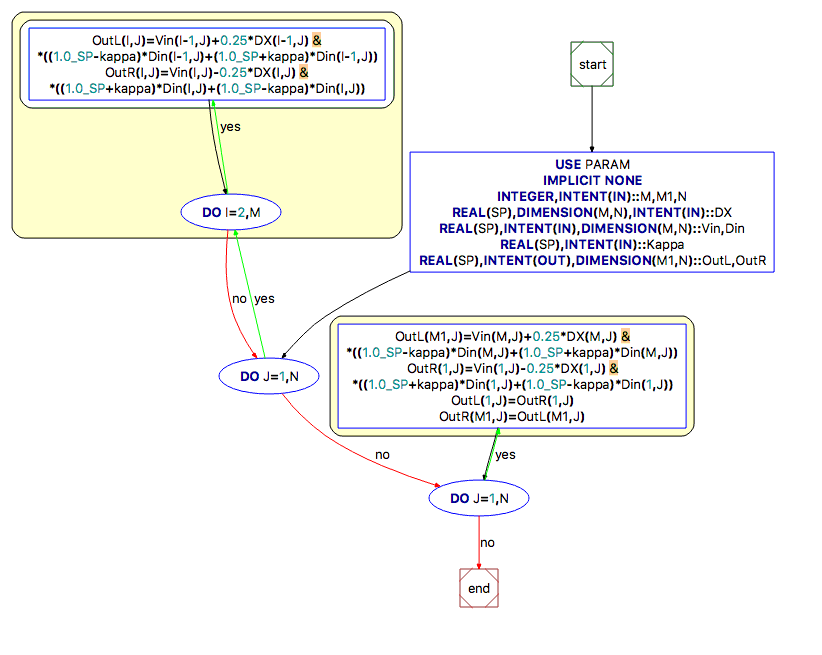 OutL(I,J)=Vin(I-1,J)+0.25*DX(I-1,J) &
*((1.0_SP-kappa)*Din(I-1,J)+(1.0_SP+kappa)*Din(I-1,J))
OutR(I,J)=Vin(I,J)-0.25*DX(I,J) &
*((1.0_SP+kappa)*Din(I,J)+(1.0_SP-kappa)*Din(I,J))
start
yes
USE PARAM
IMPLICIT NONE
INTEGER,INTENT(IN)::M,M1,N
REAL(SP),DIMENSION(M,N),INTENT(IN)::DX
REAL(SP),INTENT(IN),DIMENSION(M,N)::Vin,Din
REAL(SP),INTENT(IN)::Kappa
REAL(SP),INTENT(OUT),DIMENSION(M1,N)::OutL,OutR
DO I=2,M
no
yes
DO J=1,N
OutL(M1,J)=Vin(M,J)+0.25*DX(M,J) &
*((1.0_SP-kappa)*Din(M,J)+(1.0_SP+kappa)*Din(M,J))
OutR(1,J)=Vin(1,J)-0.25*DX(1,J) &
*((1.0_SP+kappa)*Din(1,J)+(1.0_SP-kappa)*Din(1,J))
OutL(1,J)=OutR(1,J)
OutR(M1,J)=OutL(M1,J)
no
yes
DO J=1,N
no
end